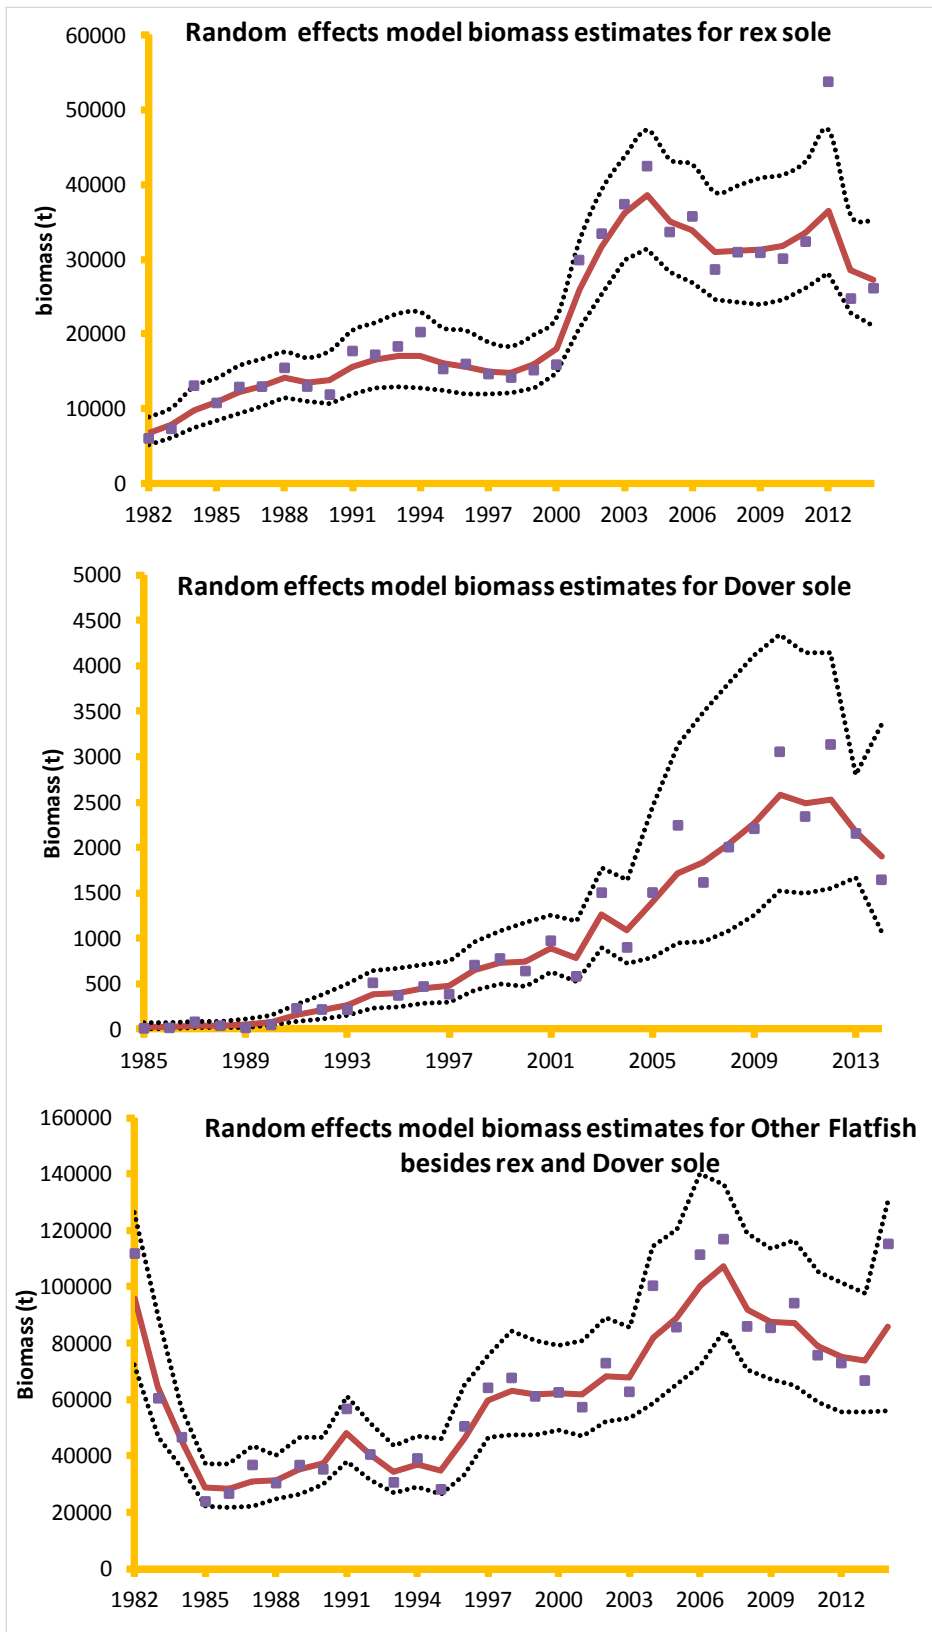 Random effects model biomass estimates for rex sole
biomass (t)
60000
50000
40000
30000
20000
10000
0
1982 1985 1988 1991 1994 1997 2000 2003 2006 2009 2012
Random effects model biomass estimates for Dover sole
Biomass (t)
5000
4500
4000
3500
3000
2500
2000
1500
1000
500
0
1985 1989 1993 1997 2001 2005 2009 2013
Random effects model biomass estimates for Other Flatfish
besides rex and Dover sole
Biomass (t)
160000
140000
120000
100000
80000
60000
40000
20000
0
1982 1985 1988 1991 1994 1997 2000 2003 2006 2009 2012